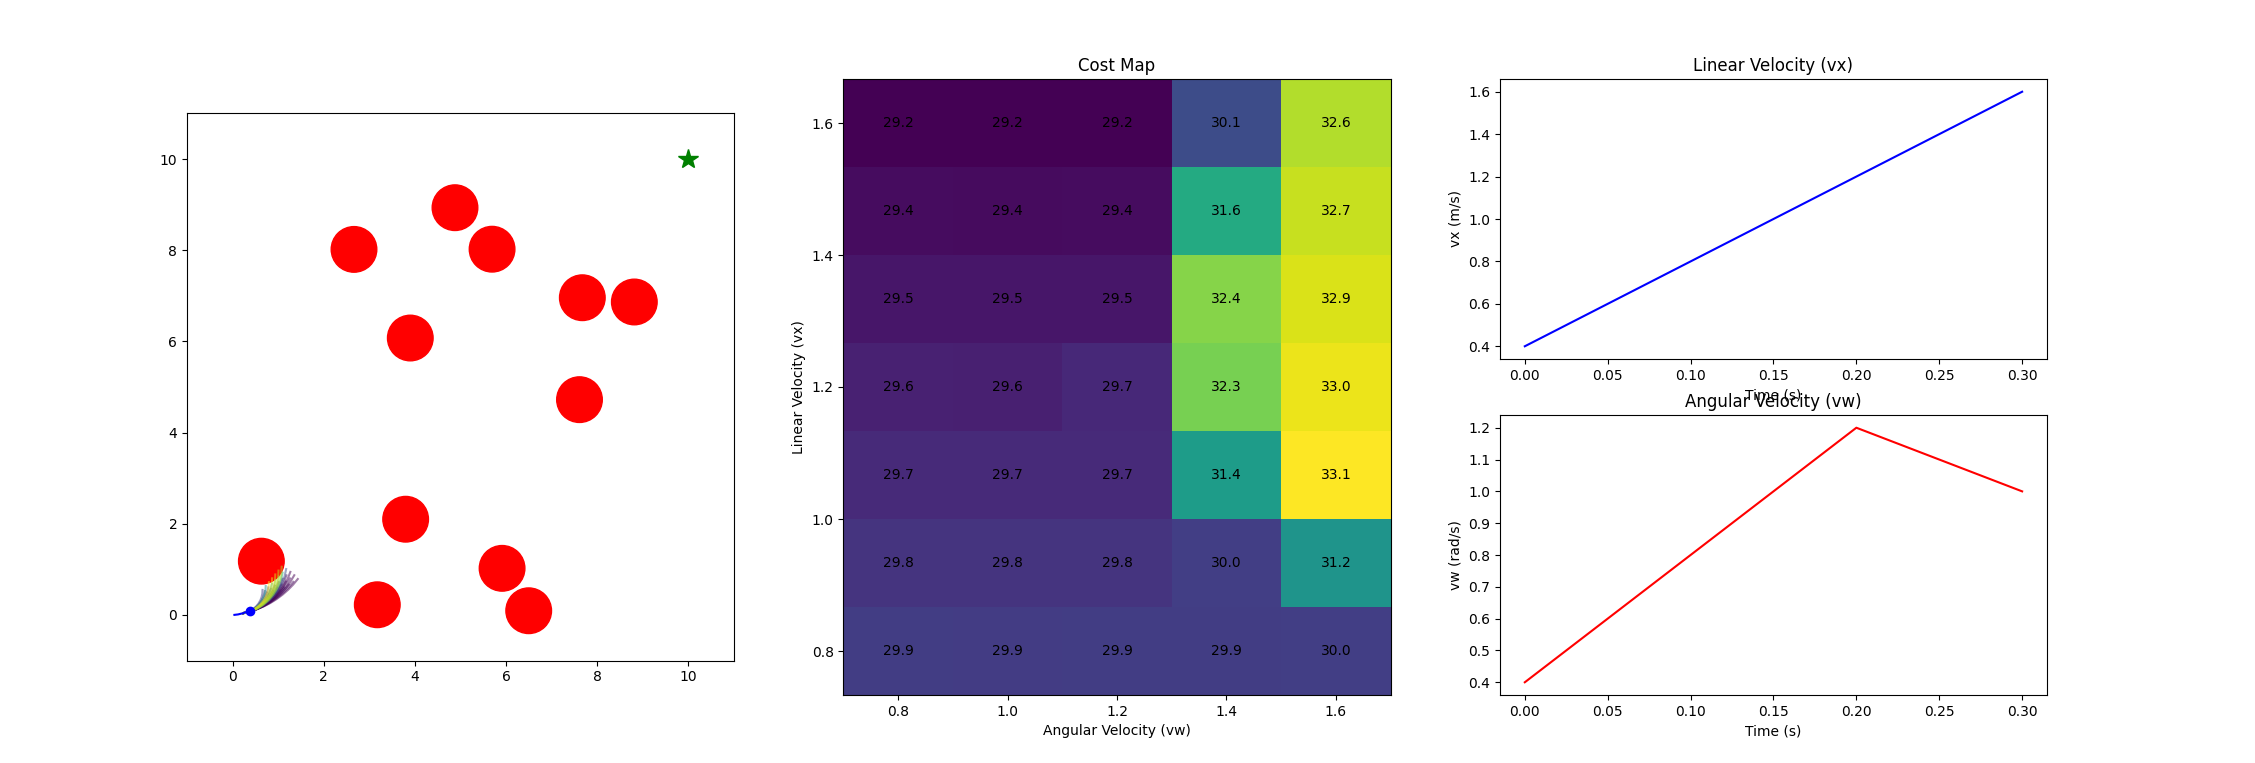 10
8
6
4
2
0
0 2 4 6 8 10
Cost Map
Linear Velocity (vx)
1.6
1.4
1.2
1.0
0.8
29.2 29.2 29.2 30.1 32.6
29.4 29.4 29.4 31.6 32.7
29.5 29.5 29.5 32.4 32.9
29.6 29.6 29.7 32.3 33.0
29.7 29.7 29.7 31.4 33.1
29.8 29.8 29.8 30.0 31.2
29.9 29.9 29.9 29.9 30.0
0.8 1.0 1.2 1.4 1.6
Angular Velocity (vw)
Linear Velocity (vx)
vx (m/s)
1.6
1.4
1.2
1.0
0.8
0.6
0.4
0.00 0.05 0.10 0.15 0.20 0.25 0.30
Time (s)
Angular Velocity (vw)
vw (rad/s)
1.2
1.1
1.0
0.9
0.8
0.7
0.6
0.5
0.4
0.00 0.05 0.10 0.15 0.20 0.25 0.30
Time (s)